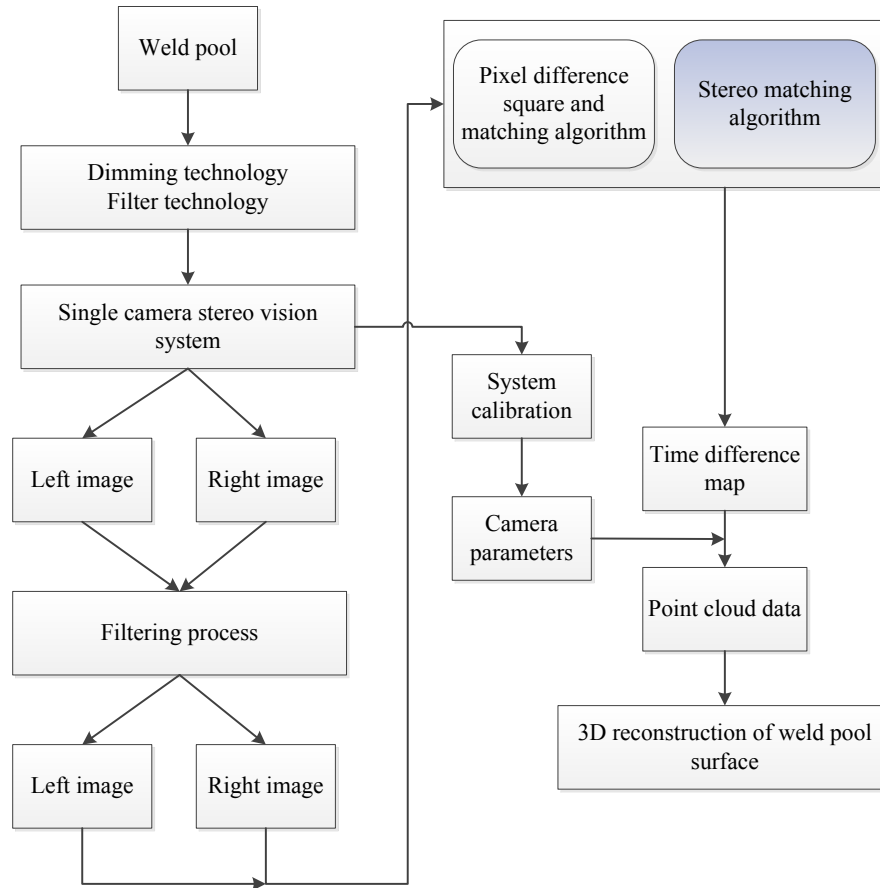 Weld pool
Dimming technology
Filter technology
Single camera stereo vision
system
Left image
Right image
Filtering process
Left image
Right image
Pixel difference
square and
matching algorithm
Stereo matching
algorithm
System
calibration
Camera
parameters
Time difference
map
Point cloud data
3D reconstruction of weld pool
surface